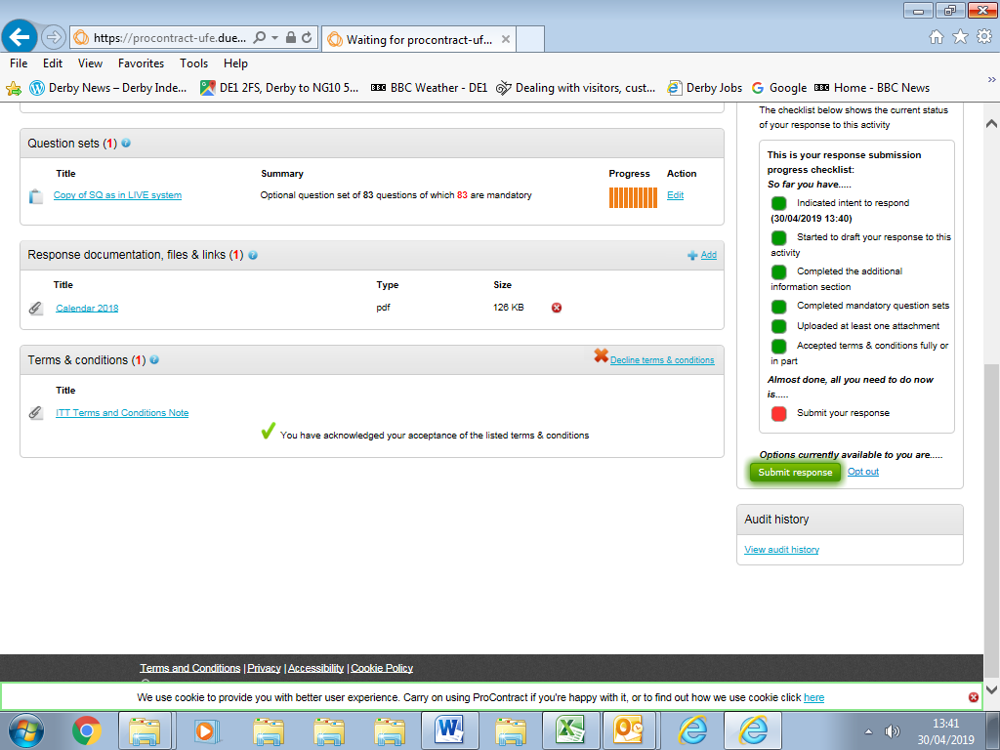 https://procontract-ufe.due...
Waiting for procontract-uf...
File Edit View Favorites Tools Help
Derby News – Derby Inde... DE1 2FS, Derby to NG10 5... BBC Weather - DE1 Dealing with visitors, cust... Derby Jobs Google Home - BBC News
Question sets (1)
Title Summary Progress Action
Copy of SQ as in LIVE system Optional question set of 83 questions of which 83 are mandatory Edit
Response documentation, files & links (1) Add
Title Type Size
Calendar 2018 pdf 126 KB
Terms & conditions (1) Decline terms & conditions
Title
ITT Terms and Conditions Note
You have acknowledged your acceptance of the listed terms & conditions
The checklist below shows the current status
of your response to this activity
This is your response submission
progress checklist:
So far you have.....
Indicated intent to respond
(30/04/2019 13:40)
Started to draft your response to this
activity
Completed the additional
information section
Completed mandatory question sets
Uploaded at least one attachment
Accepted terms & conditions fully or
in part
Almost done, all you need to do now
is.....
Submit your response
Options currently available to you are.....
Submit response Opt out
Audit history
View audit history
Terms and Conditions | Privacy | Accessibility | Cookie Policy
We use cookie to provide you with better user experience. Carry on using ProContract if you're happy with it, or to find out how we use cookie click here
13:41
30/04/2019